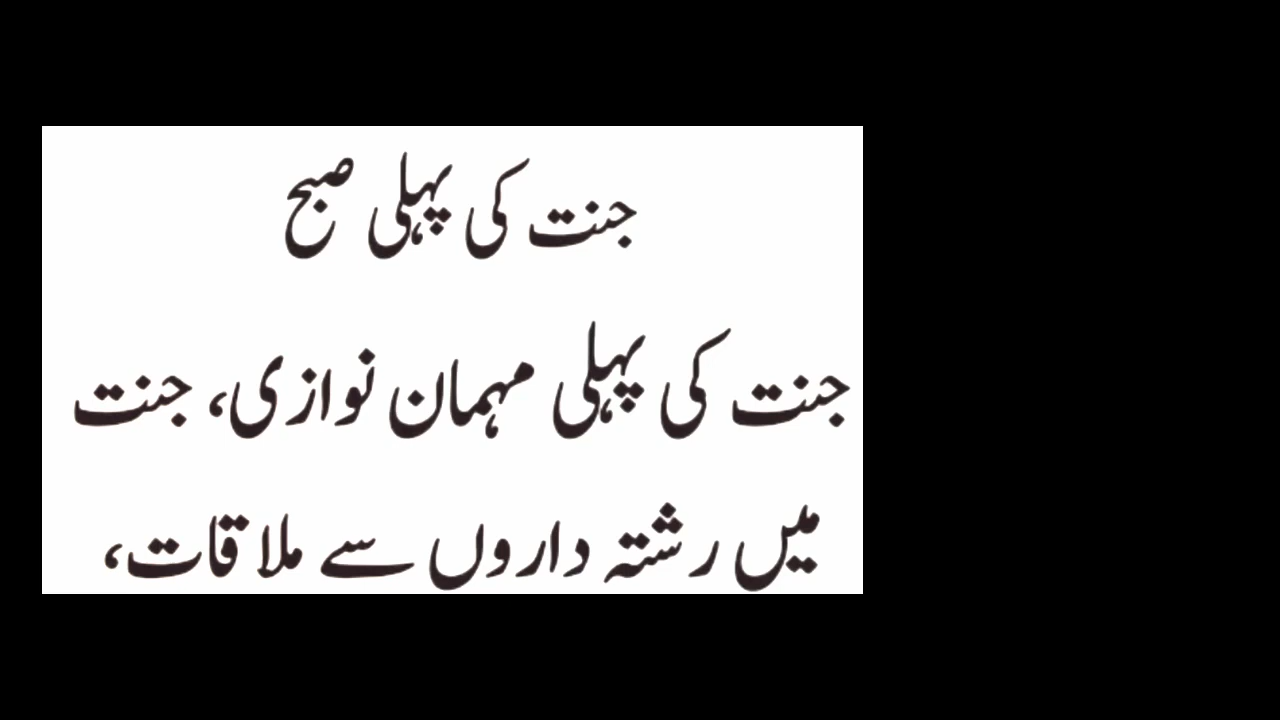 جنت کی پہلی صبح
جنت کی پہلی مہمان نوازی، جنت
میں رشتہ داروں سے ملاقات،